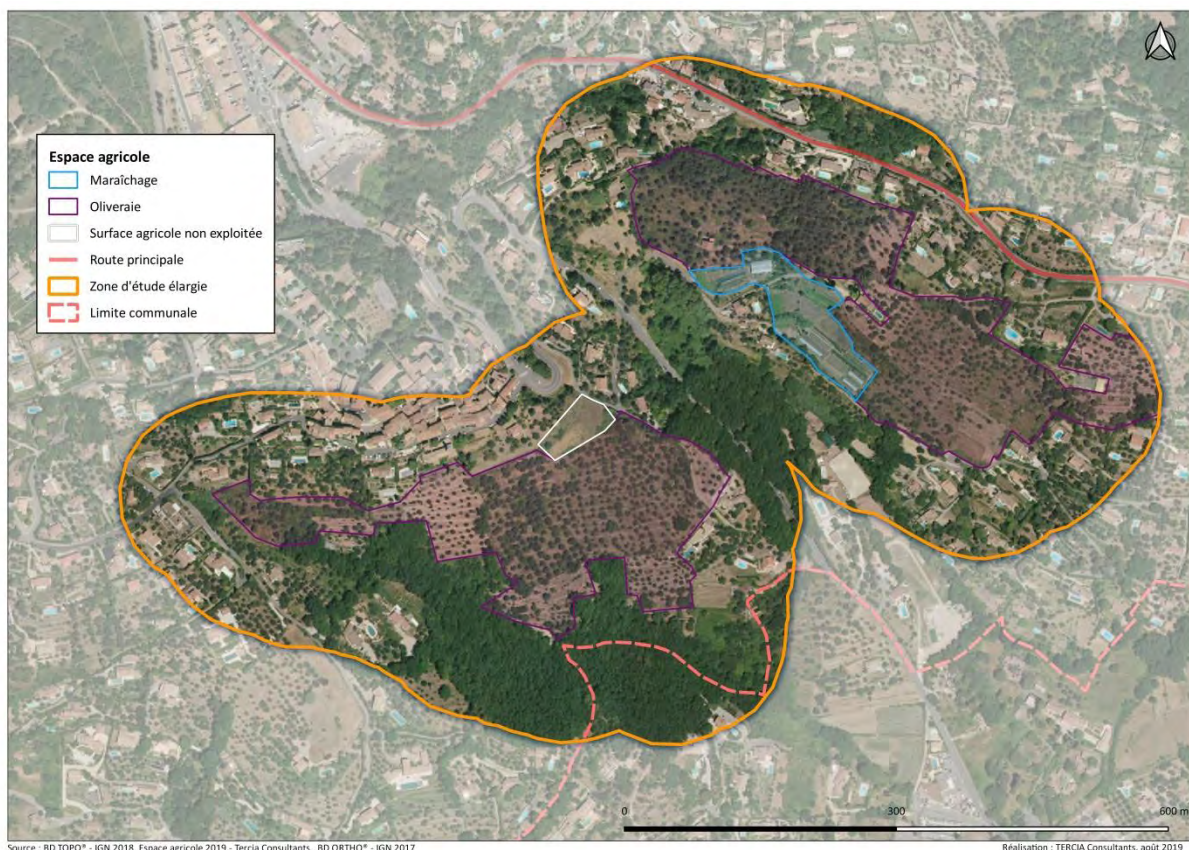 Espace agricole
Maraîchage
Oliveraie
Surface agricole non exploitée
Route principale
Zone d'étude élargie
Limite communale
0 300 600 m
Source : BD TOPO® - IGN 2018, Espace agricole 2019 - Tercia Consultants, BD ORTHO® - IGN 2017
Réalisation : TERCIA Consultants, août 2019